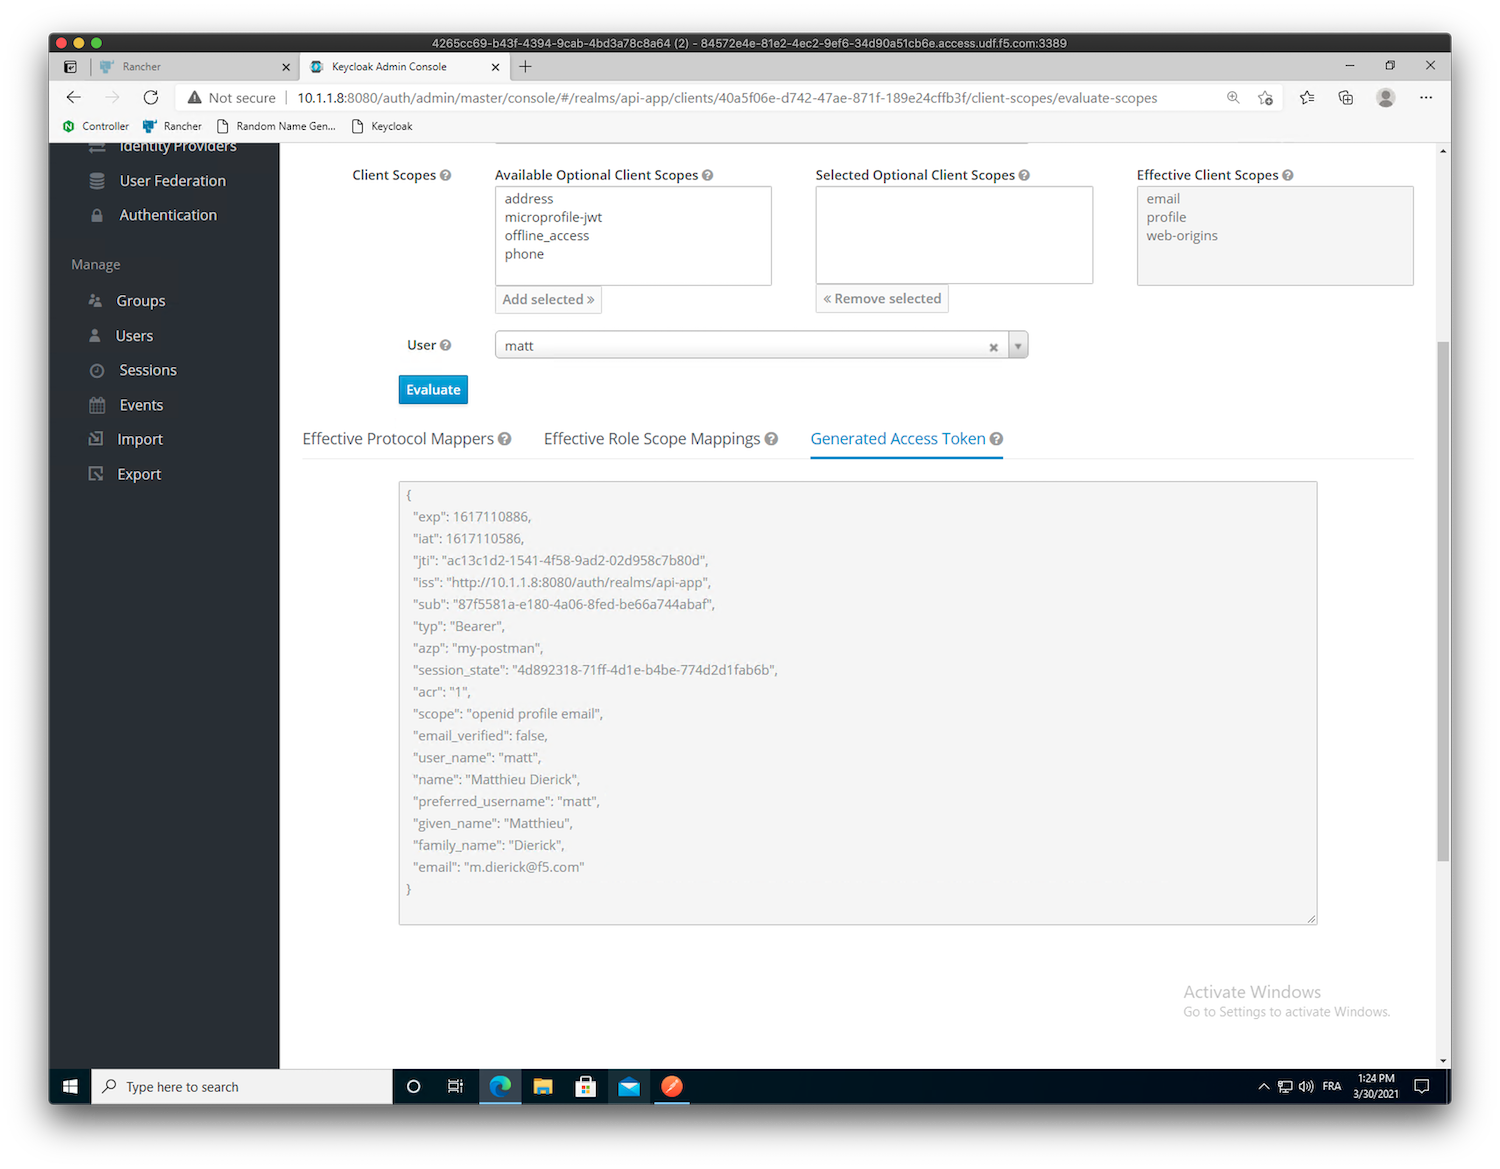 4265cc69-b43f-4394-9cab-4bd3a78c8a64 (2) - 84572e4e-81e2-4ec2-9ef6-34d90a51cb6e.access.udf.f5.com:3389
Rancher
Keycloak Admin Console
Not secure
10.1.1.8:8080/auth/admin/master/console/#/realms/api-app/clients/40a5f06e-d742-47ae-871f-189e24cffb3f/client-scopes/evaluate-scopes
Controller
Rancher
Random Name Gen...
Keycloak
Identity Providers
User Federation
Authentication
Manage
Groups
Users
Sessions
Events
Import
Export
Client Scopes
Available Optional Client Scopes
address
microprofile-jwt
offline_access
phone
Add selected »
Selected Optional Client Scopes
« Remove selected
Effective Client Scopes
email
profile
web-origins
User
matt
Evaluate
Effective Protocol Mappers
Effective Role Scope Mappings
Generated Access Token
{
"exp": 1617110886,
"iat": 1617110586,
"jti": "ac13c1d2-1541-4f58-9ad2-02d958c7b80d",
"iss": "http://10.1.1.8:8080/auth/realms/api-app",
"sub": "87f5581a-e180-4a06-8fed-be66a744abaf",
"typ": "Bearer",
"azp": "my-postman",
"session_state": "4d892318-71ff-4d1e-b4be-774d2d1fab6b",
"acr": "1",
"scope": "openid profile email",
"email_verified": false,
"user_name": "matt",
"name": "Matthieu Dierick",
"preferred_username": "matt",
"given_name": "Matthieu",
"family_name": "Dierick",
"email": "m.dierick@f5.com"
}
Activate Windows
Go to Settings to activate Windows.
Type here to search
FRA
1:24 PM
3/30/2021